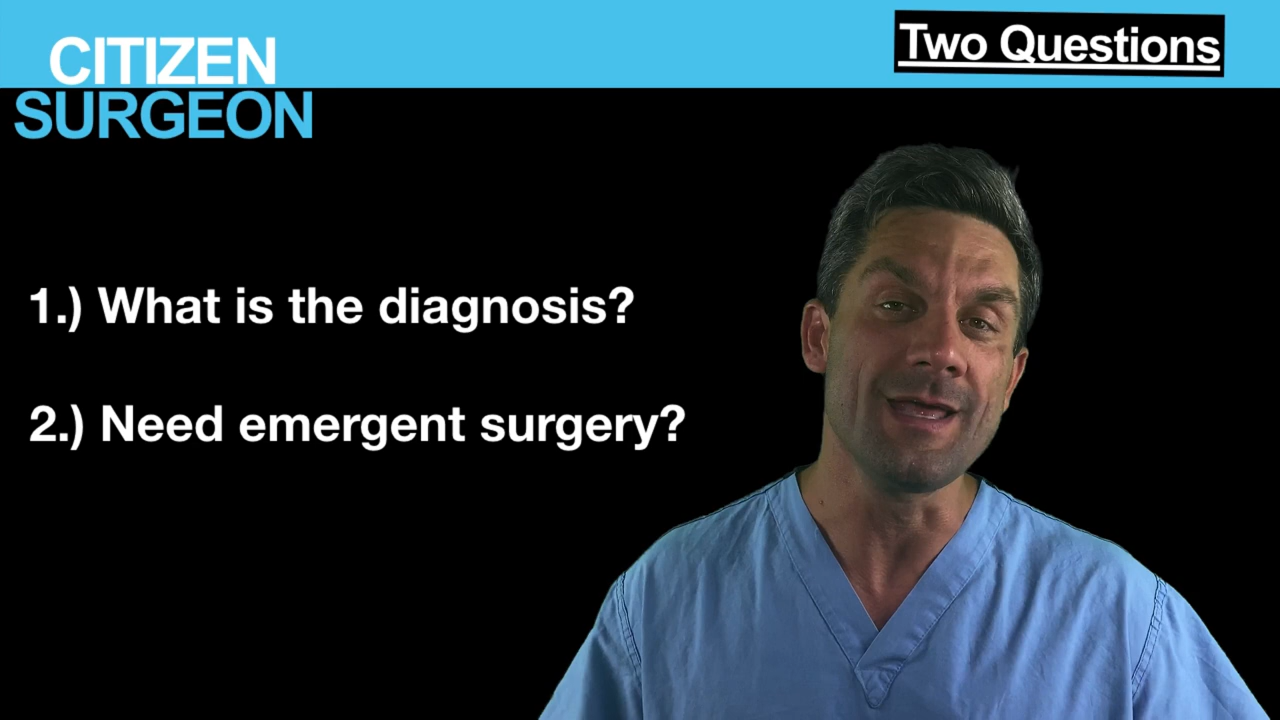 CITIZEN
SURGEON
Two Questions
1.) What is the diagnosis?
2.) Need emergent surgery?